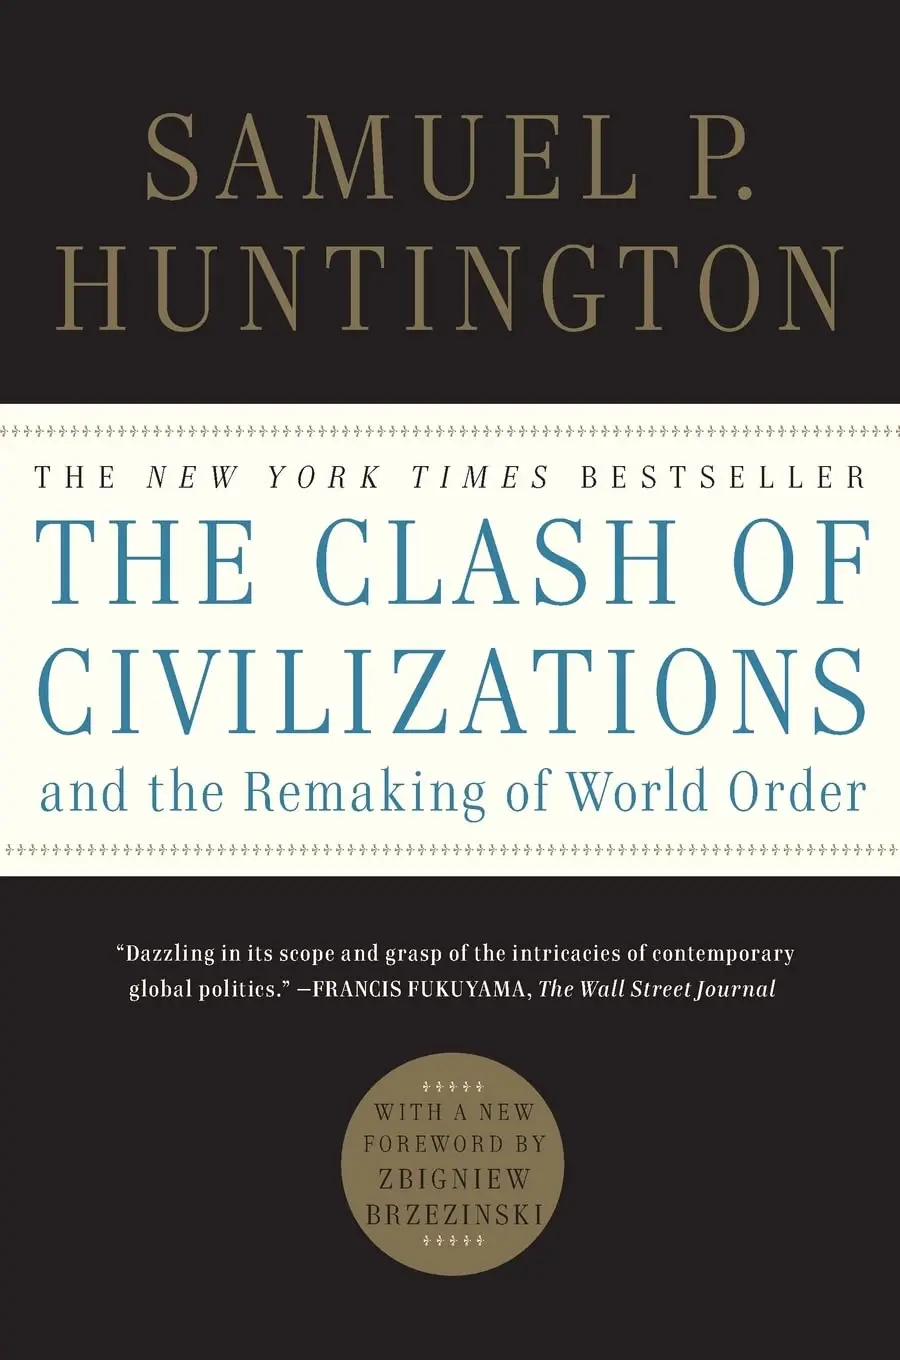 SAMUEL P.
HUNTINGTON
THE NEW YORK TIMES BESTSELLER
THE CLASH OF
CIVILIZATIONS
and the Remaking of World Order
“Dazzling in its scope and grasp of the intricacies of contemporary
global politics.” —FRANCIS FUKUYAMA, The Wall Street Journal
WITH A NEW
FOREWORD BY
ZBIGNIEW
BRZEZINSKI